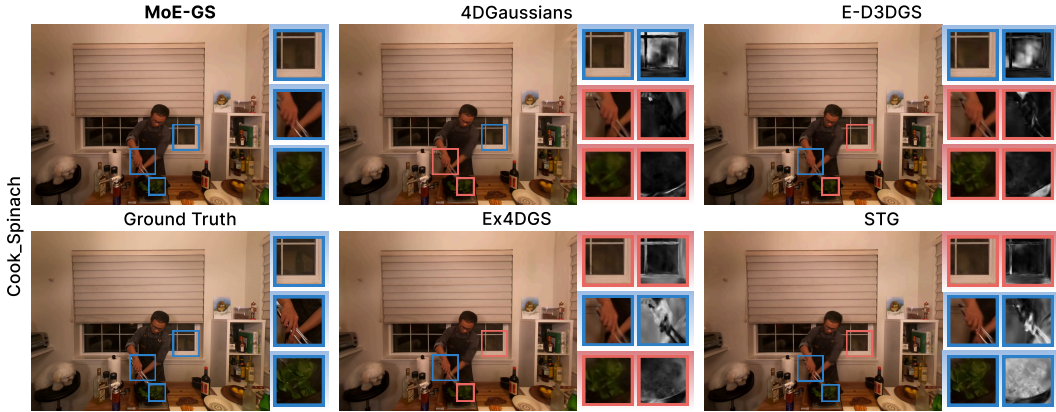 MoE-GS
4DGaussians
E-D3DGS
Cook_Spinach
Ground Truth
Ex4DGS
STG